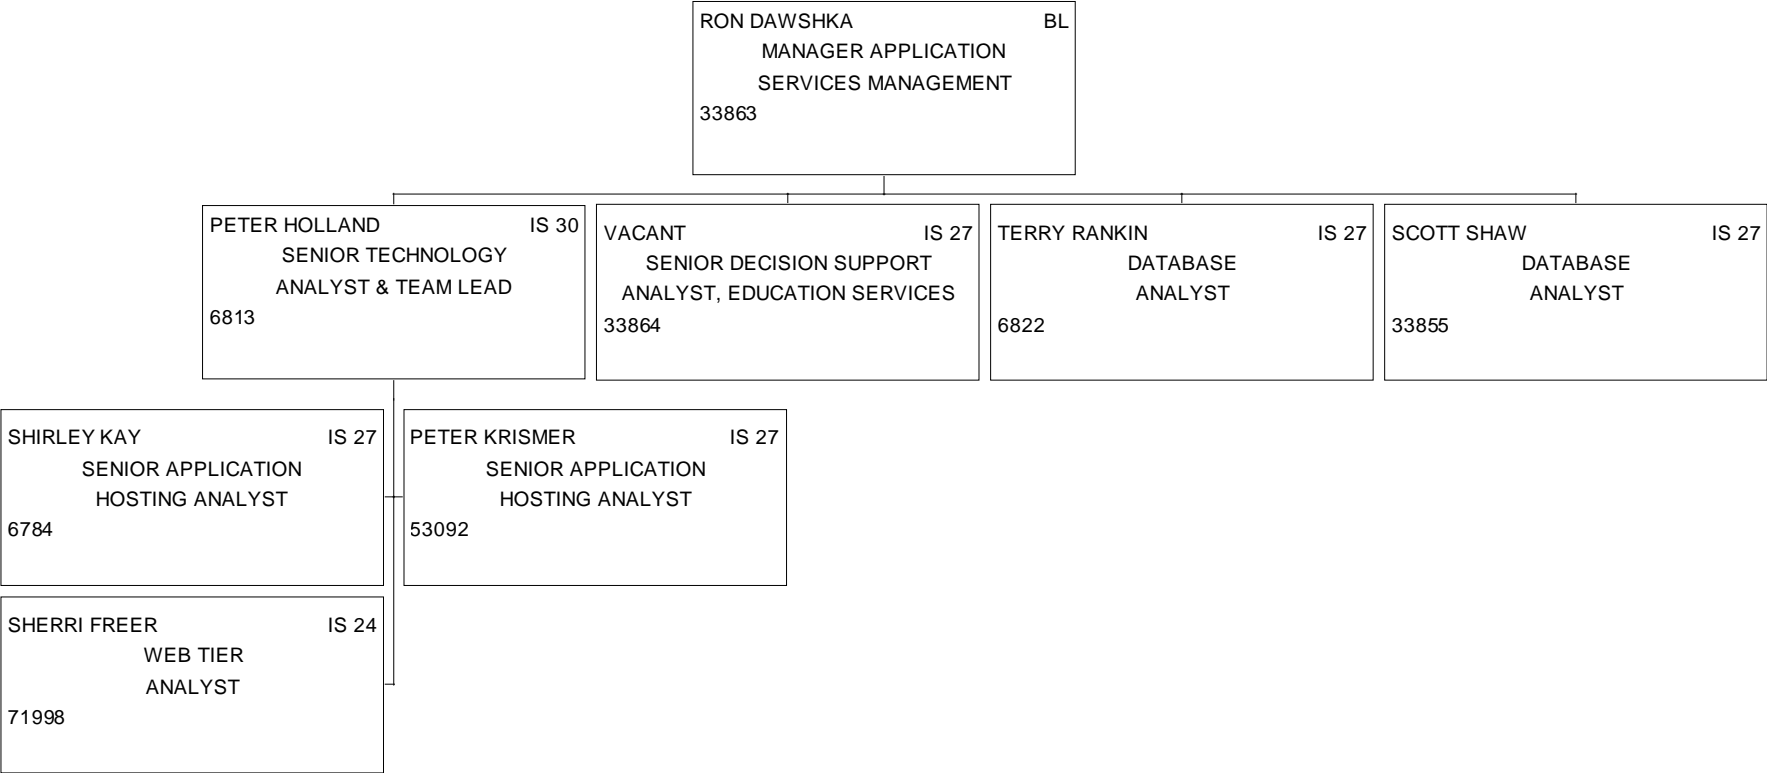 RON DAWSHKA BL
MANAGER APPLICATION
SERVICES MANAGEMENT
33863
PETER HOLLAND IS 30
SENIOR TECHNOLOGY
ANALYST & TEAM LEAD
6813
VACANT IS 27
SENIOR DECISION SUPPORT
ANALYST, EDUCATION SERVICES
33864
TERRY RANKIN IS 27
DATABASE
ANALYST
6822
SCOTT SHAW IS 27
DATABASE
ANALYST
33855
SHIRLEY KAY IS 27
SENIOR APPLICATION
HOSTING ANALYST
6784
PETER KRISMER IS 27
SENIOR APPLICATION
HOSTING ANALYST
53092
SHERRI FREER IS 24
WEB TIER
ANALYST
71998